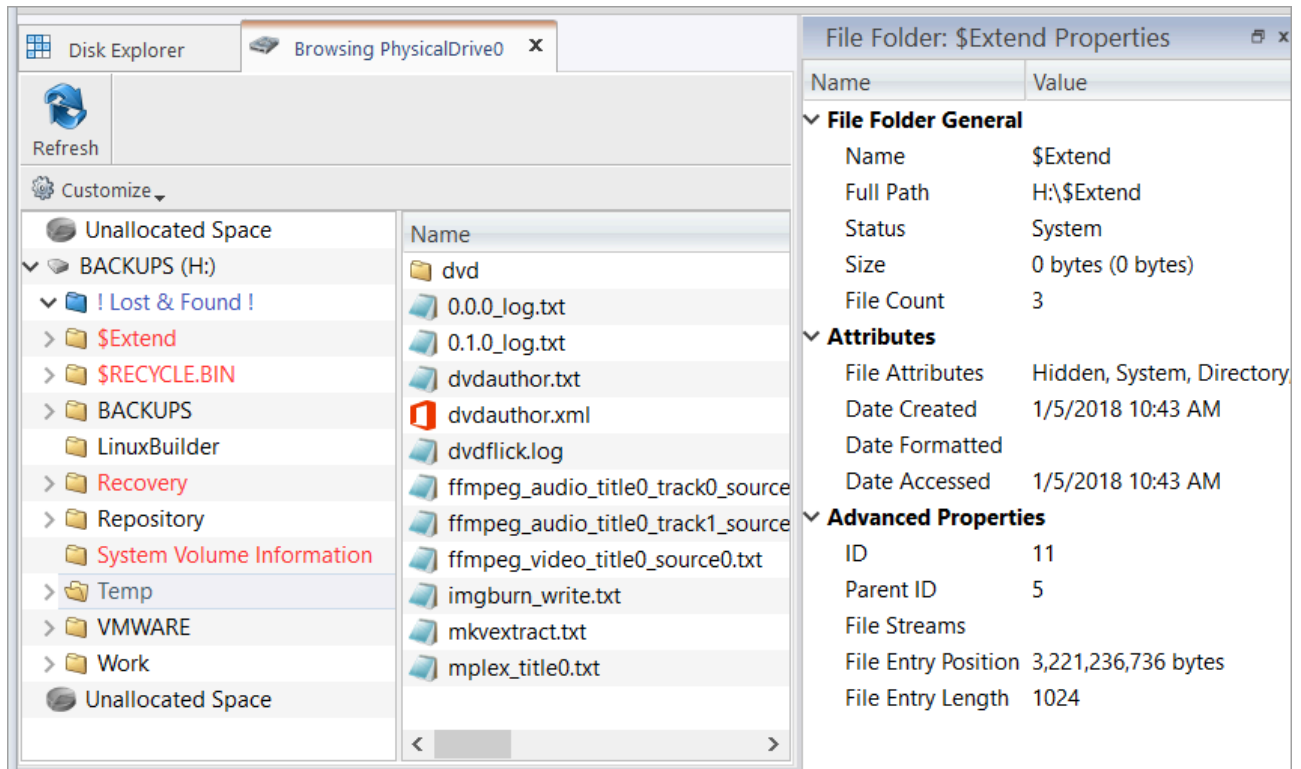 Disk Explorer
Browsing PhysicalDrive0 x
Refresh
Customize
Unallocated Space
BACKUPS (H:)
! Lost & Found !
$Extend
$RECYCLE.BIN
BACKUPS
LinuxBuilder
Recovery
Repository
System Volume Information
Temp
VMWARE
Work
Unallocated Space
Name
dvd
0.0.0_log.txt
0.1.0_log.txt
dvdauthor.txt
dvdauthor.xml
dvdflick.log
ffmpeg_audio_title0_track0_source
ffmpeg_audio_title0_track1_source
ffmpeg_video_title0_source0.txt
imgburn_write.txt
mkvextract.txt
mplex_title0.txt
File Folder: $Extend Properties
Name Value
File Folder General
Name $Extend
Full Path H:\$Extend
Status System
Size 0 bytes (0 bytes)
File Count 3
Attributes
File Attributes Hidden, System, Directory,
Date Created 1/5/2018 10:43 AM
Date Formatted
Date Accessed 1/5/2018 10:43 AM
Advanced Properties
ID 11
Parent ID 5
File Streams
File Entry Position 3,221,236,736 bytes
File Entry Length 1024